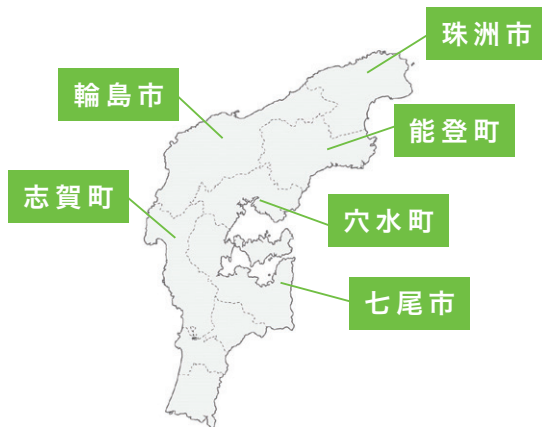 珠洲市
輪島市
能登町
志賀町
穴水町
七尾市